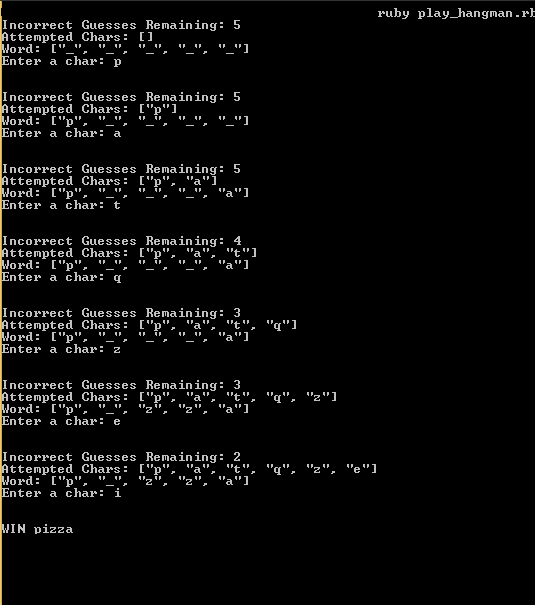 ruby play_hangman.rb
Incorrect Guesses Remaining: 5
Attempted Chars: []
Word: ["_", "_", "_", "_", "_"]
Enter a char: p
Incorrect Guesses Remaining: 5
Attempted Chars: ["p"]
Word: ["p", "_", "_", "_", "_"]
Enter a char: a
Incorrect Guesses Remaining: 5
Attempted Chars: ["p", "a"]
Word: ["p", "_", "_", "_", "a"]
Enter a char: t
Incorrect Guesses Remaining: 4
Attempted Chars: ["p", "a", "t"]
Word: ["p", "_", "_", "_", "a"]
Enter a char: q
Incorrect Guesses Remaining: 3
Attempted Chars: ["p", "a", "t", "q"]
Word: ["p", "_", "_", "_", "a"]
Enter a char: z
Incorrect Guesses Remaining: 3
Attempted Chars: ["p", "a", "t", "q", "z"]
Word: ["p", "_", "z", "z", "a"]
Enter a char: e
Incorrect Guesses Remaining: 2
Attempted Chars: ["p", "a", "t", "q", "z", "e"]
Word: ["p", "_", "z", "z", "a"]
Enter a char: i
WIN pizza